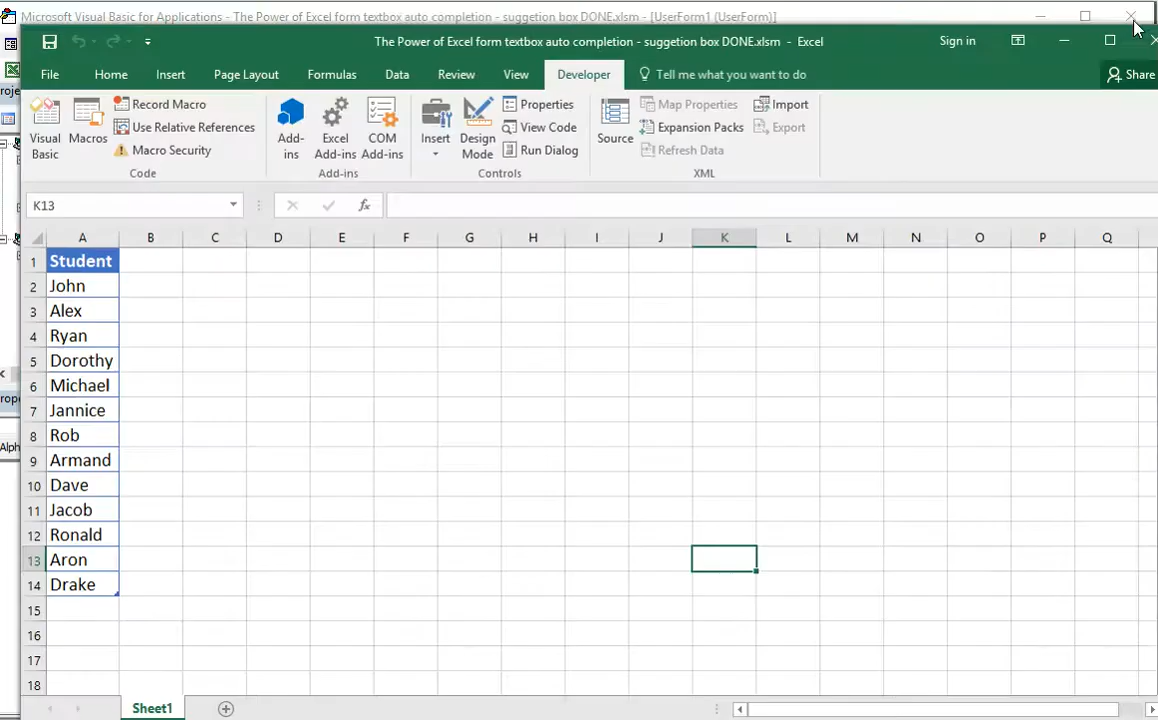 Microsoft Visual Basic for Applications - The Power of Excel form textbox auto completion - suggetion box DONE.xlsm - [UserForm1 (UserForm)]
The Power of Excel form textbox auto completion - suggetion box DONE.xlsm - Excel
Sign in
File Home Insert Page Layout Formulas Data Review View Developer Tell me what you want to do Share
Visual Basic
Macros
Record Macro
Use Relative References
Macro Security
Code
Add-ins
Excel Add-ins
COM Add-ins
Add-ins
Insert
Design Mode
Properties
View Code
Run Dialog
Controls
Source
Map Properties
Expansion Packs
Refresh Data
Import
Export
XML
K13
fx
A B C D E F G H I J K L M N O P Q
1 Student
2 John
3 Alex
4 Ryan
5 Dorothy
6 Michael
7 Jannice
8 Rob
9 Armand
10 Dave
11 Jacob
12 Ronald
13 Aron
14 Drake
15
16
17
18
Sheet1